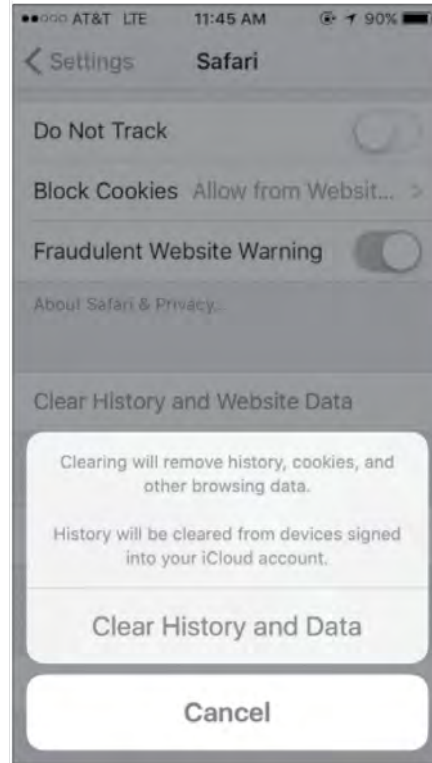 AT&T LTE 11:45 AM 90%
Settings Safari
Do Not Track
Block Cookies Allow from Websit...
Fraudulent Website Warning
About Safari & Privacy...
Clear History and Website Data
Clearing will remove history, cookies, and
other browsing data.
History will be cleared from devices signed
into your iCloud account.
Clear History and Data
Cancel